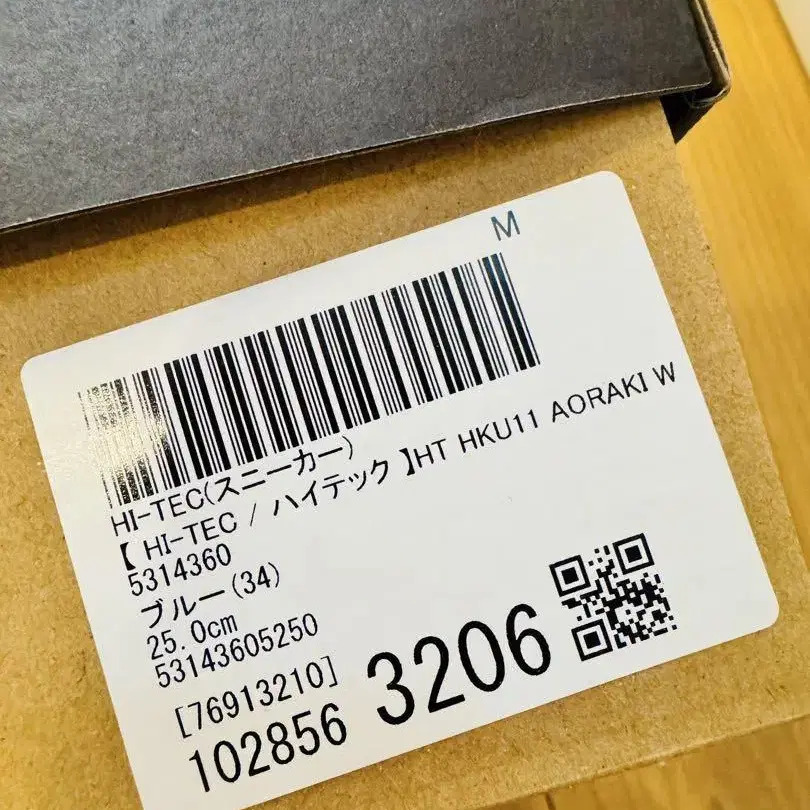 M
HI-TEC(スニーカー)
【 HI-TEC / ハイテック 】HT HKU11 AORAKI W
5314360
ブルー(34)
25.0cm
53143605250
[76913210]
102856 3206